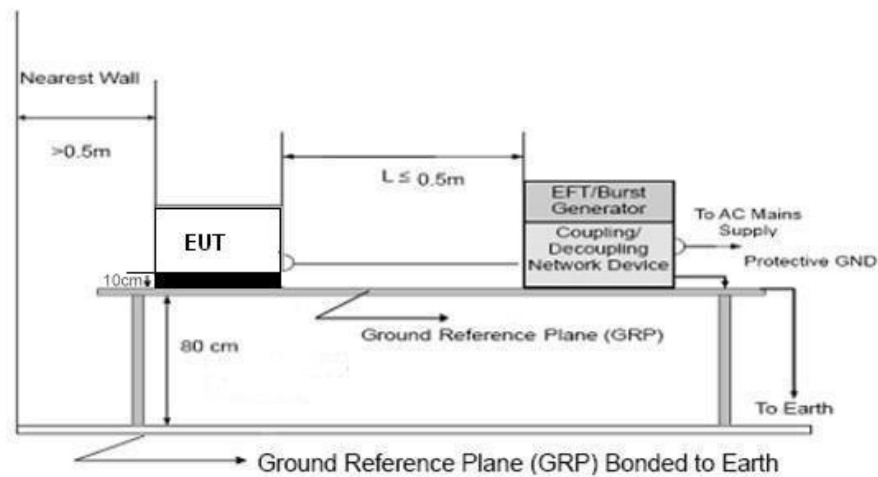 Nearest Wall
>0.5m
L ≤ 0.5m
EFT/Burst
Generator
EUT
To AC Mains
Supply
Coupling/
Decoupling
Network Device
Protective GND
10cm
Ground Reference Plane (GRP)
80 cm
To Earth
Ground Reference Plane (GRP) Bonded to Earth